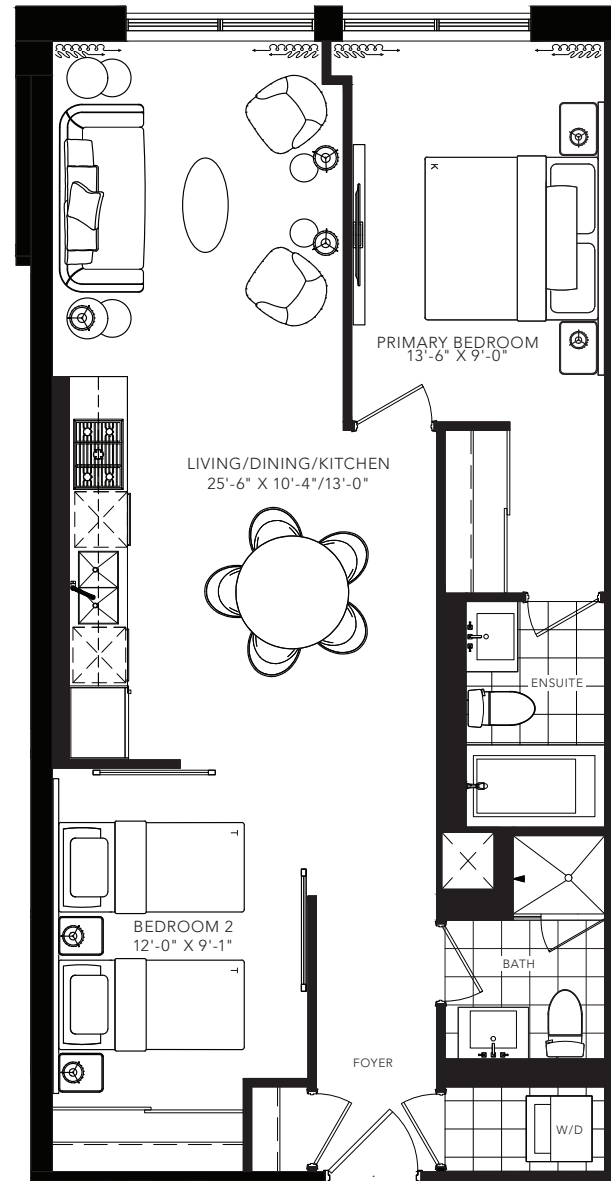 K
PRIMARY BEDROOM
13'-6" X 9'-0"
LIVING/DINING/KITCHEN
25'-6" X 10'-4"/13'-0"
ENSUITE
T
BEDROOM 2
12'-0" X 9'-1"
T
BATH
FOYER
W/D